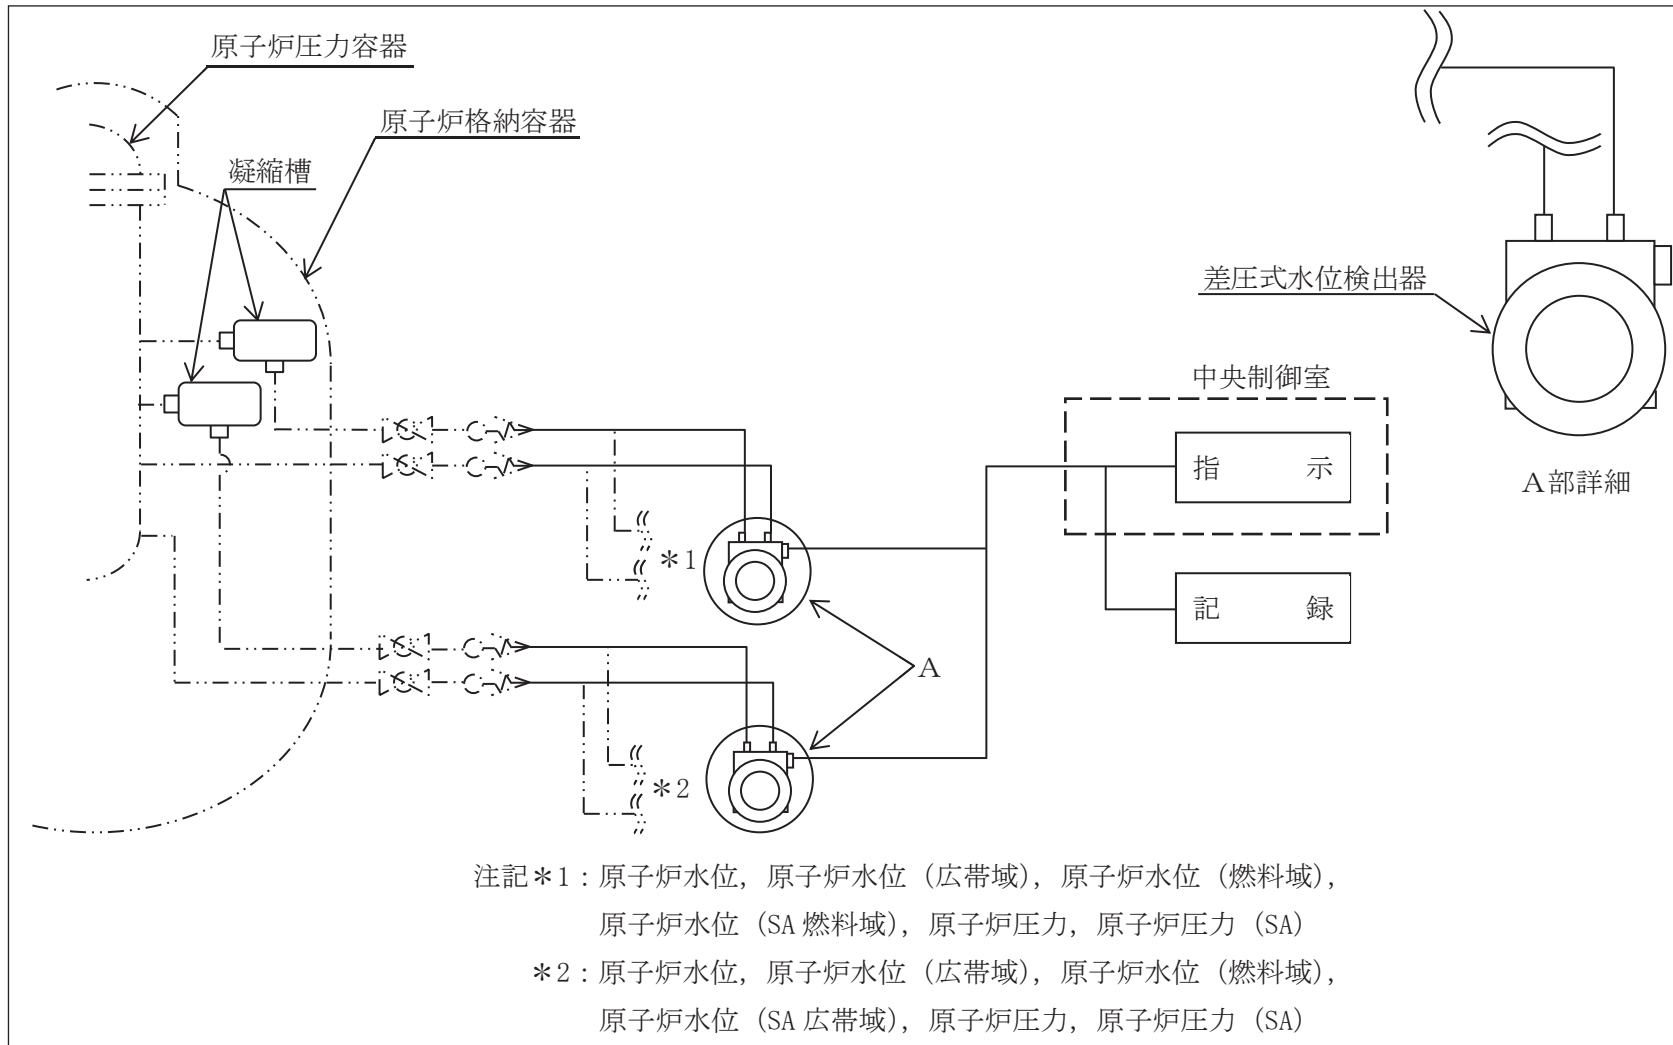 原子炉圧力容器
原子炉格納容器
凝縮槽
差圧式水位検出器
中央制御室
指 示
A部詳細
*1
記 録
A
*2
注記*1：原子炉水位，原子炉水位（広帯域），原子炉水位（燃料域），
原子炉水位（SA 燃料域），原子炉圧力，原子炉圧力（SA）
*2：原子炉水位，原子炉水位（広帯域），原子炉水位（燃料域），
原子炉水位（SA 広帯域），原子炉圧力，原子炉圧力（SA）